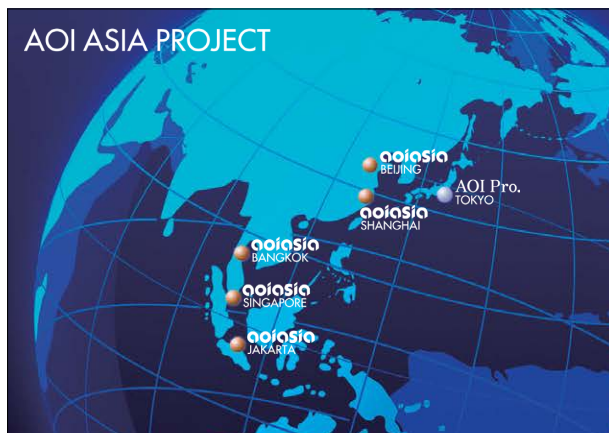 AOI ASIA PROJECT
aoiasia
BEIJING
AOI Pro.
TOKYO
aoiasia
SHANGHAI
aoiasia
BANGKOK
aoiasia
SINGAPORE
aoiasia
JAKARTA